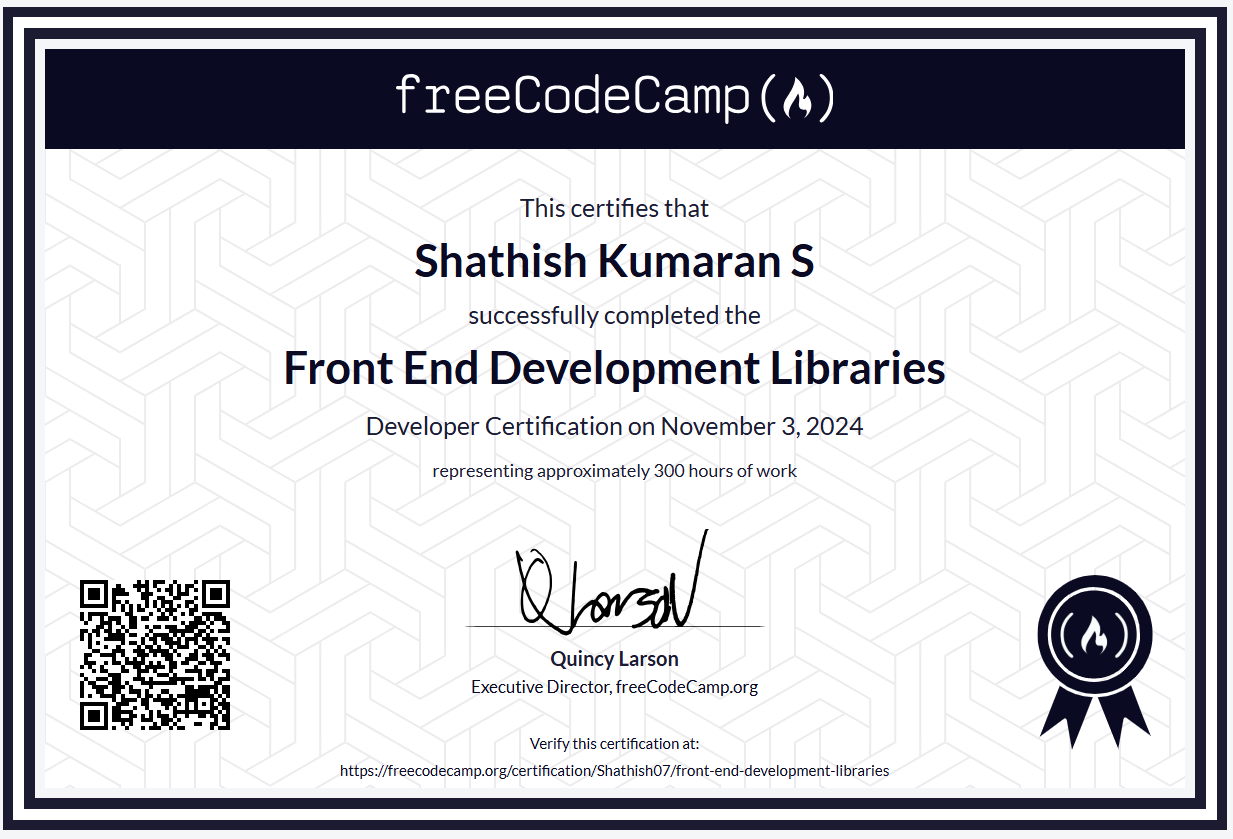 freeCodeCamp
This certifies that
Shathish Kumaran S
successfully completed the
Front End Development Libraries
Developer Certification on November 3, 2024
representing approximately 300 hours of work
Quincy Larson
Executive Director, freeCodeCamp.org
Verify this certification at:
https://freecodecamp.org/certification/Shathish07/front-end-development-libraries